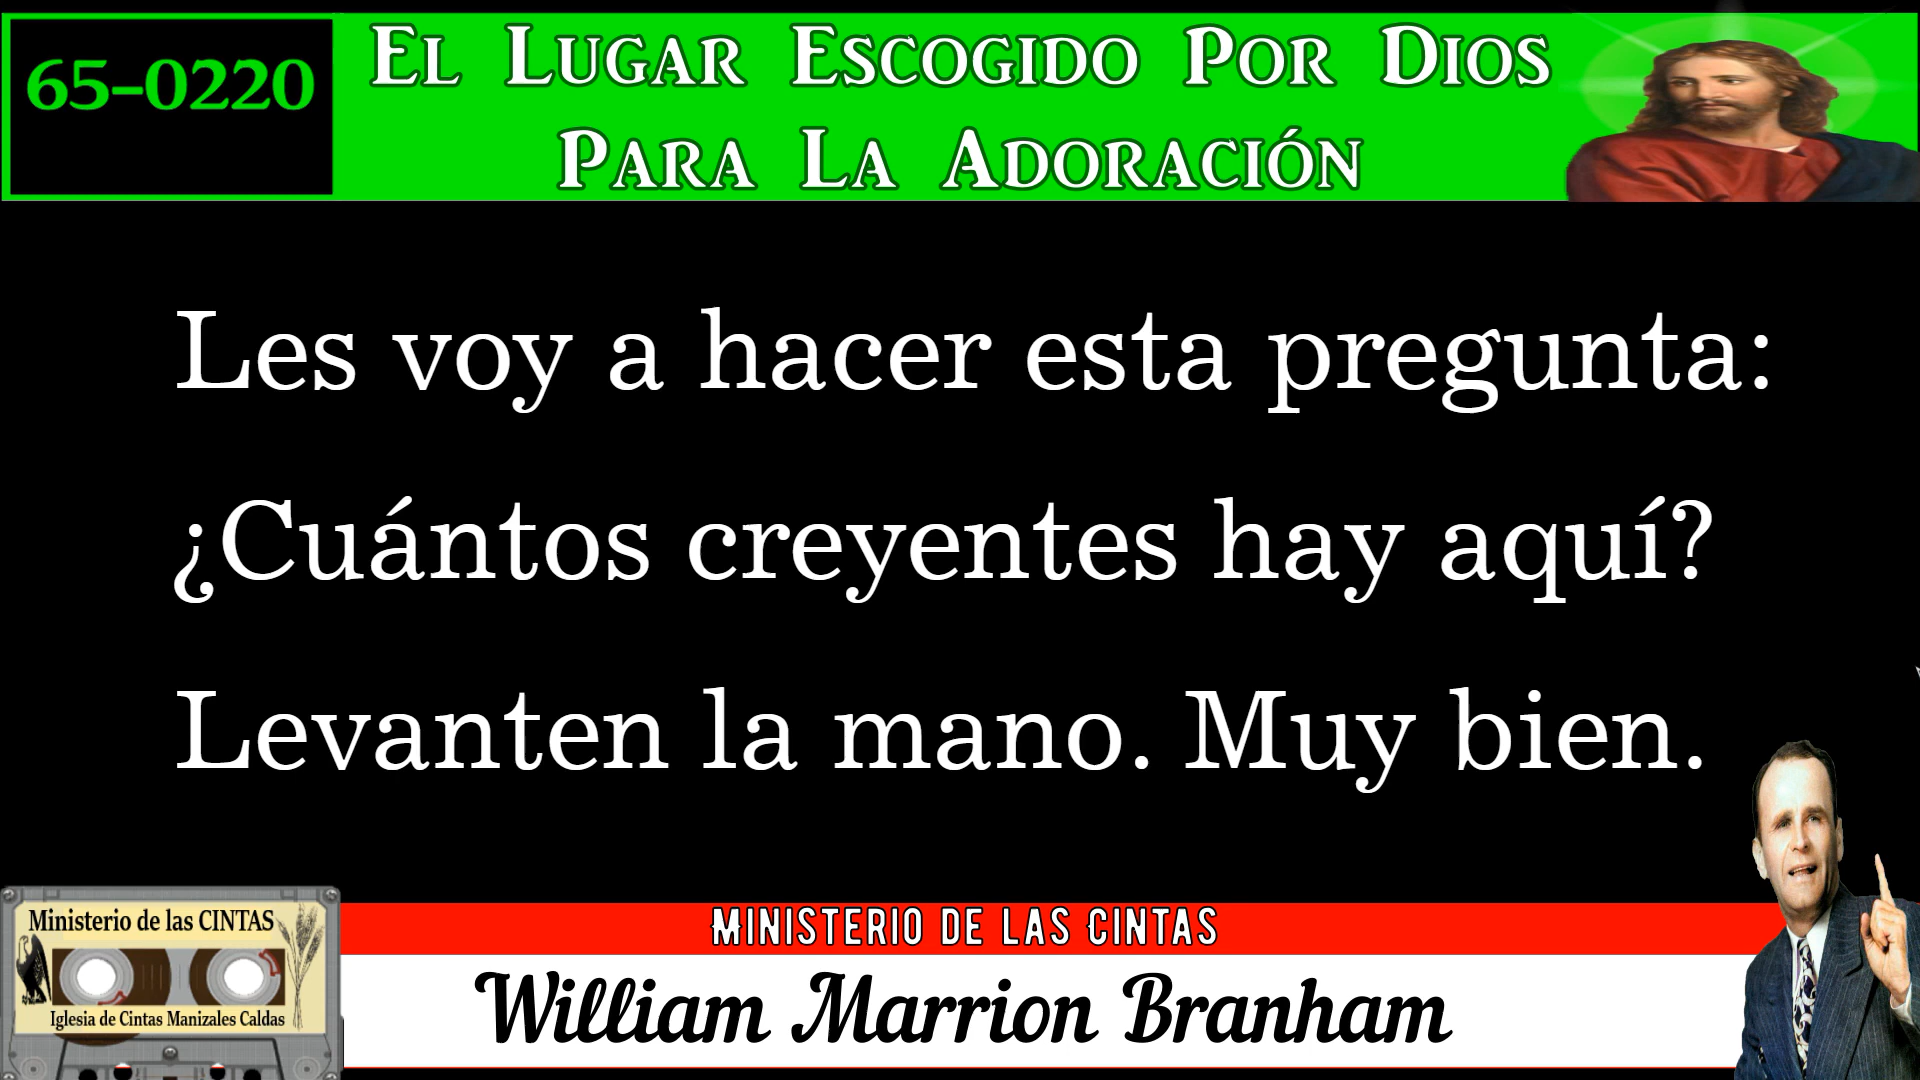 65-0220
El Lugar Escogido Por Dios
Para La Adoración
Les voy a hacer esta pregunta:
¿Cuántos creyentes hay aquí?
Levanten la mano. Muy bien.
Ministerio de las CINTAS
Iglesia de Cintas Manizales Caldas
MINISTERIO DE LAS CINTAS
William Marrion Branham